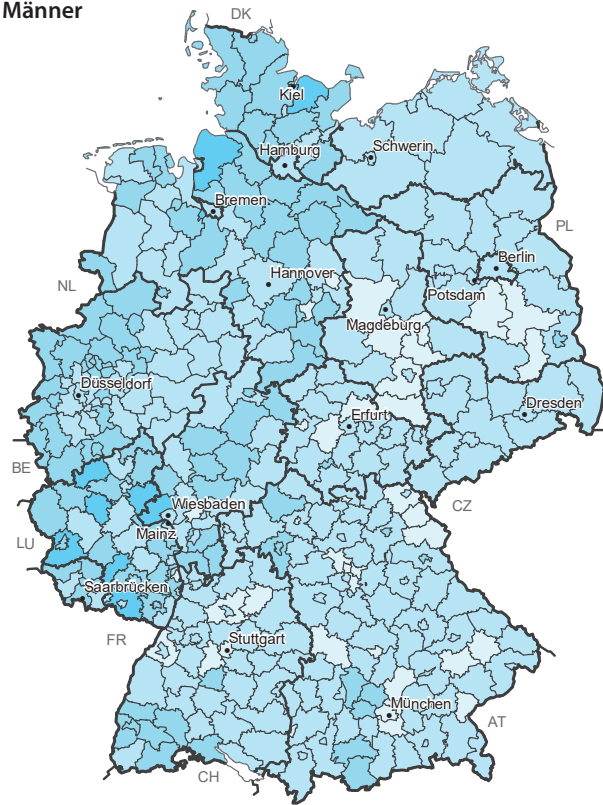 Männer
DK
Kiel
Hamburg
Schwerin
Bremen
PL
Berlin
Hannover
NL
Potsdam
Magdeburg
Düsseldorf
Dresden
Erfurt
BE
Wiesbaden
CZ
LU
Mainz
Saarbrücken
FR
Stuttgart
München
AT
CH